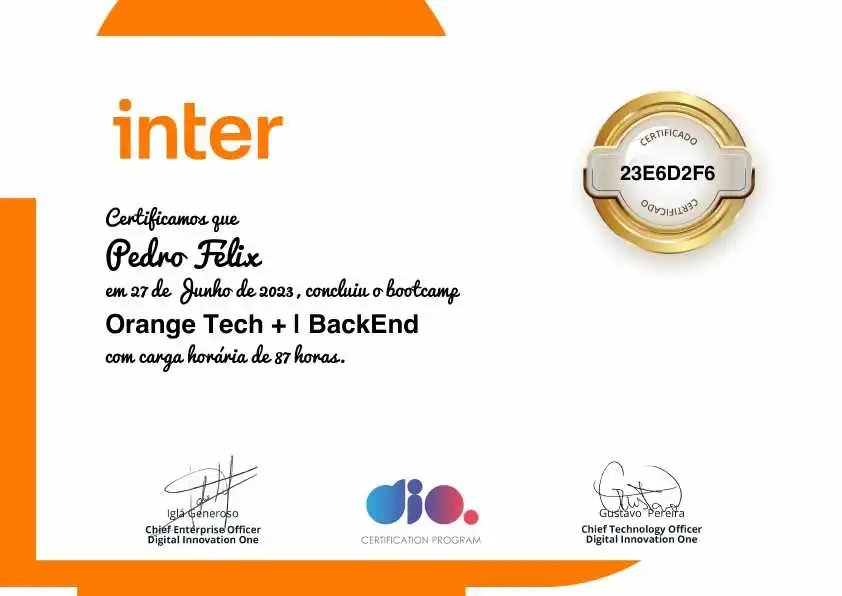 inter
CERTIFICADO
23E6D2F6
CERTIFICADO
Certificamos que
Pedro Félix
em 27 de Junho de 2023, concluiu o bootcamp
Orange Tech + | BackEnd
com carga horária de 87 horas.
Iglá Generoso
Chief Enterprise Officer
Digital Innovation One
dio.
CERTIFICATION PROGRAM
Gustavo Pereira
Chief Technology Officer
Digital Innovation One